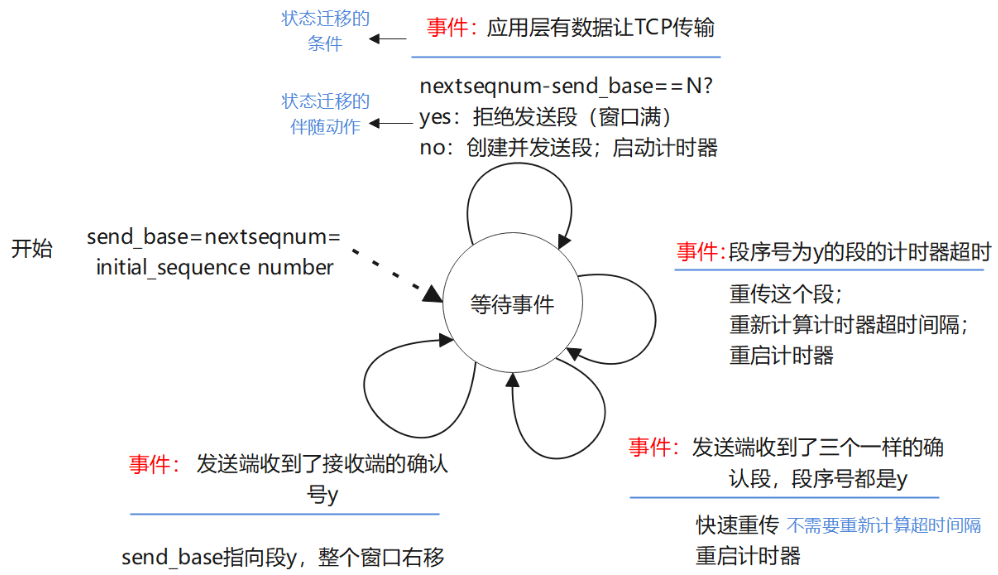 状态迁移的
条件
事件：应用层有数据让TCP传输
状态迁移的
伴随动作
nextseqnum-send_base==N?
yes：拒绝发送段（窗口满）
no：创建并发送段；启动计时器
开始
send_base=nextseqnum=
initial_sequence number
等待事件
事件:段序号为y的段的计时器超时
重传这个段；
重新计算计时器超时间隔；
重启计时器
事件： 发送端收到了接收端的确认
号y
send_base指向段y，整个窗口右移
事件： 发送端收到了三个一样的确
认段，段序号都是y
快速重传 不需要重新计算超时间隔
重启计时器